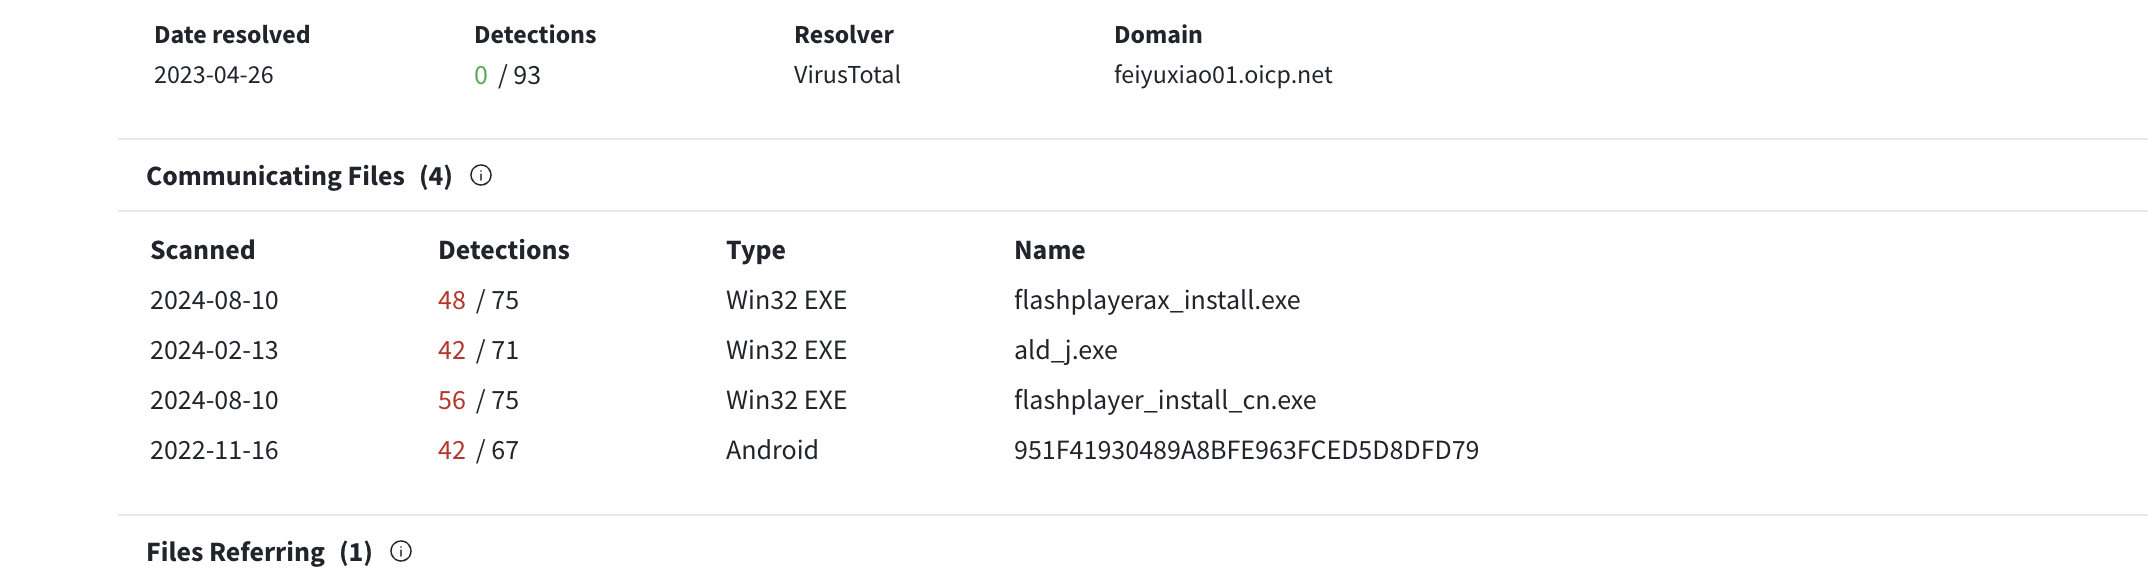 Date resolved Detections Resolver Domain
2023-04-26 0 / 93 VirusTotal feiyuxiao01.oicp.net
Communicating Files (4)
Scanned Detections Type Name
2024-08-10 48 / 75 Win32 EXE flashplayerax_install.exe
2024-02-13 42 / 71 Win32 EXE ald_j.exe
2024-08-10 56 / 75 Win32 EXE flashplayer_install_cn.exe
2022-11-16 42 / 67 Android 951F41930489A8BFE963FCED5D8DFD79
Files Referring (1)